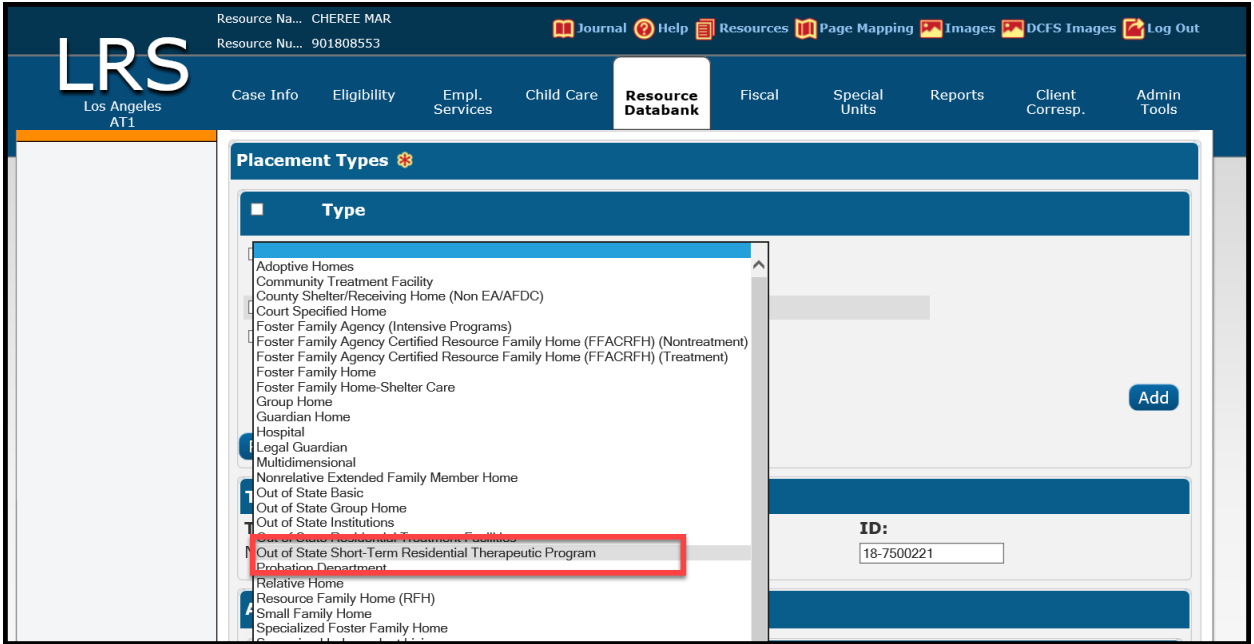 Resource Na... CHEREE MAR
Resource Nu... 901808553
Journal Help Resources Page Mapping Images DCFS Images Log Out
LRS
Los Angeles
AT1
Case Info Eligibility Empl. Services Child Care Resource Databank Fiscal Special Units Reports Client Corresp. Admin Tools
Placement Types
Type
Adoptive Homes
Community Treatment Facility
County Shelter/Receiving Home (Non EA/AFDC)
Court Specified Home
Foster Family Agency (Intensive Programs)
Foster Family Agency Certified Resource Family Home (FFACRFH) (Nontreatment)
Foster Family Agency Certified Resource Family Home (FFACRFH) (Treatment)
Foster Family Home
Foster Family Home-Shelter Care
Group Home
Add
Guardian Home
Hospital
Legal Guardian
Multidimensional
Nonrelative Extended Family Member Home
Out of State Basic
Out of State Group Home
Out of State Institutions
ID:
Out of State Residential Treatment Facilities
Out of State Short-Term Residential Therapeutic Program
18-7500221
Probation Department
Relative Home
Resource Family Home (RFH)
Small Family Home
Specialized Foster Family Home